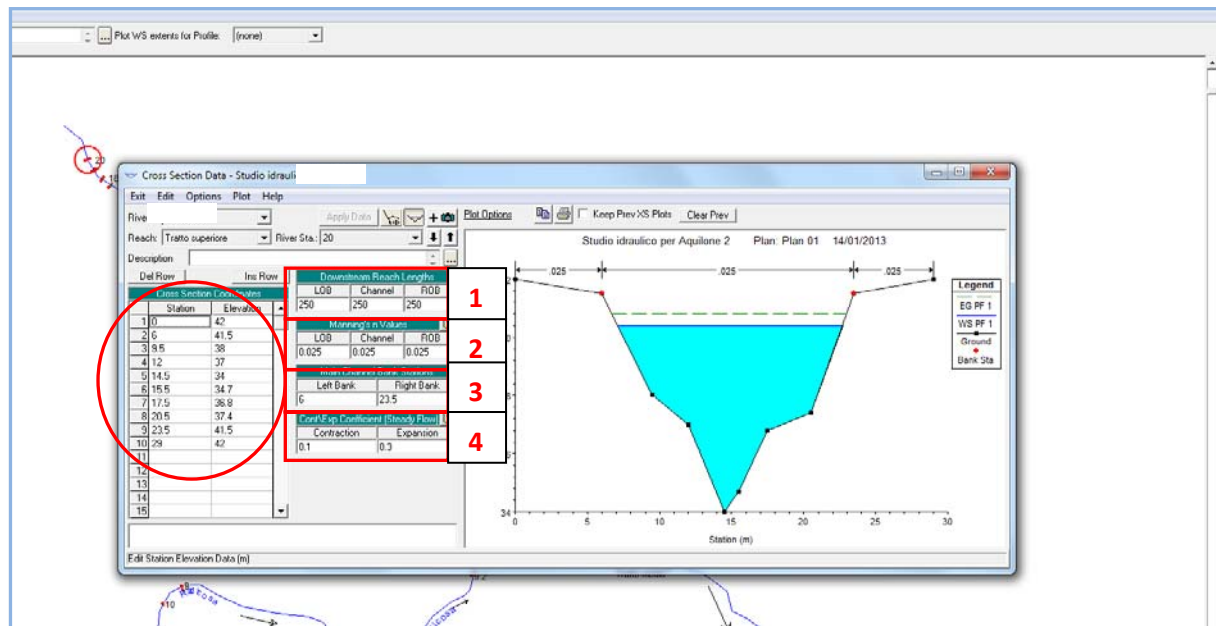 Plot WS extents for Profile: (none)
20
Cross Section Data - Studio idrauli
Exit Edit Options Plot Help
Rive
Apply Data
Plot Options
Keep Prev XS Plots
Clear Prev
Reach: Tratto superiore River Sta.: 20
Description
Del Row Ins Row
Cross Section Coordinates
Station Elevation
1 0 42
2 6 41.5
3 9.5 38
4 12 37
5 14.5 34
6 15.5 34.7
7 17.5 36.8
8 20.5 37.4
9 23.5 41.5
10 29 42
11
12
13
14
15
Downstream Reach Lengths
LOB Channel ROB
250 250 250
1
Manning's n Values
LOB Channel ROB
0.025 0.025 0.025
2
Main Channel Bank Stations
Left Bank Right Bank
6 23.5
3
Cont\Exp Coefficient (Steady Flow)
Contraction Expansion
0.1 0.3
4
Edit Station Elevation Data (m)
Studio idraulico per Aquilone 2 Plan: Plan 01 14/01/2013
.025 .025 .025
34
0 5 10 15 20 25 30
Station (m)
Legend
EG PF 1
WS PF 1
Ground
Bank Sta
10